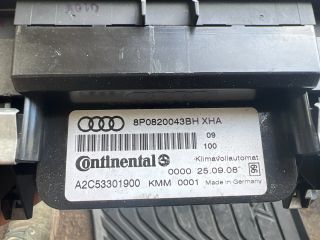 8P0820043BH XHA
09
100
Continental
Klimavollautomat
0000 25.09.08
A2C53301900 KMM 0001 Made in Germany